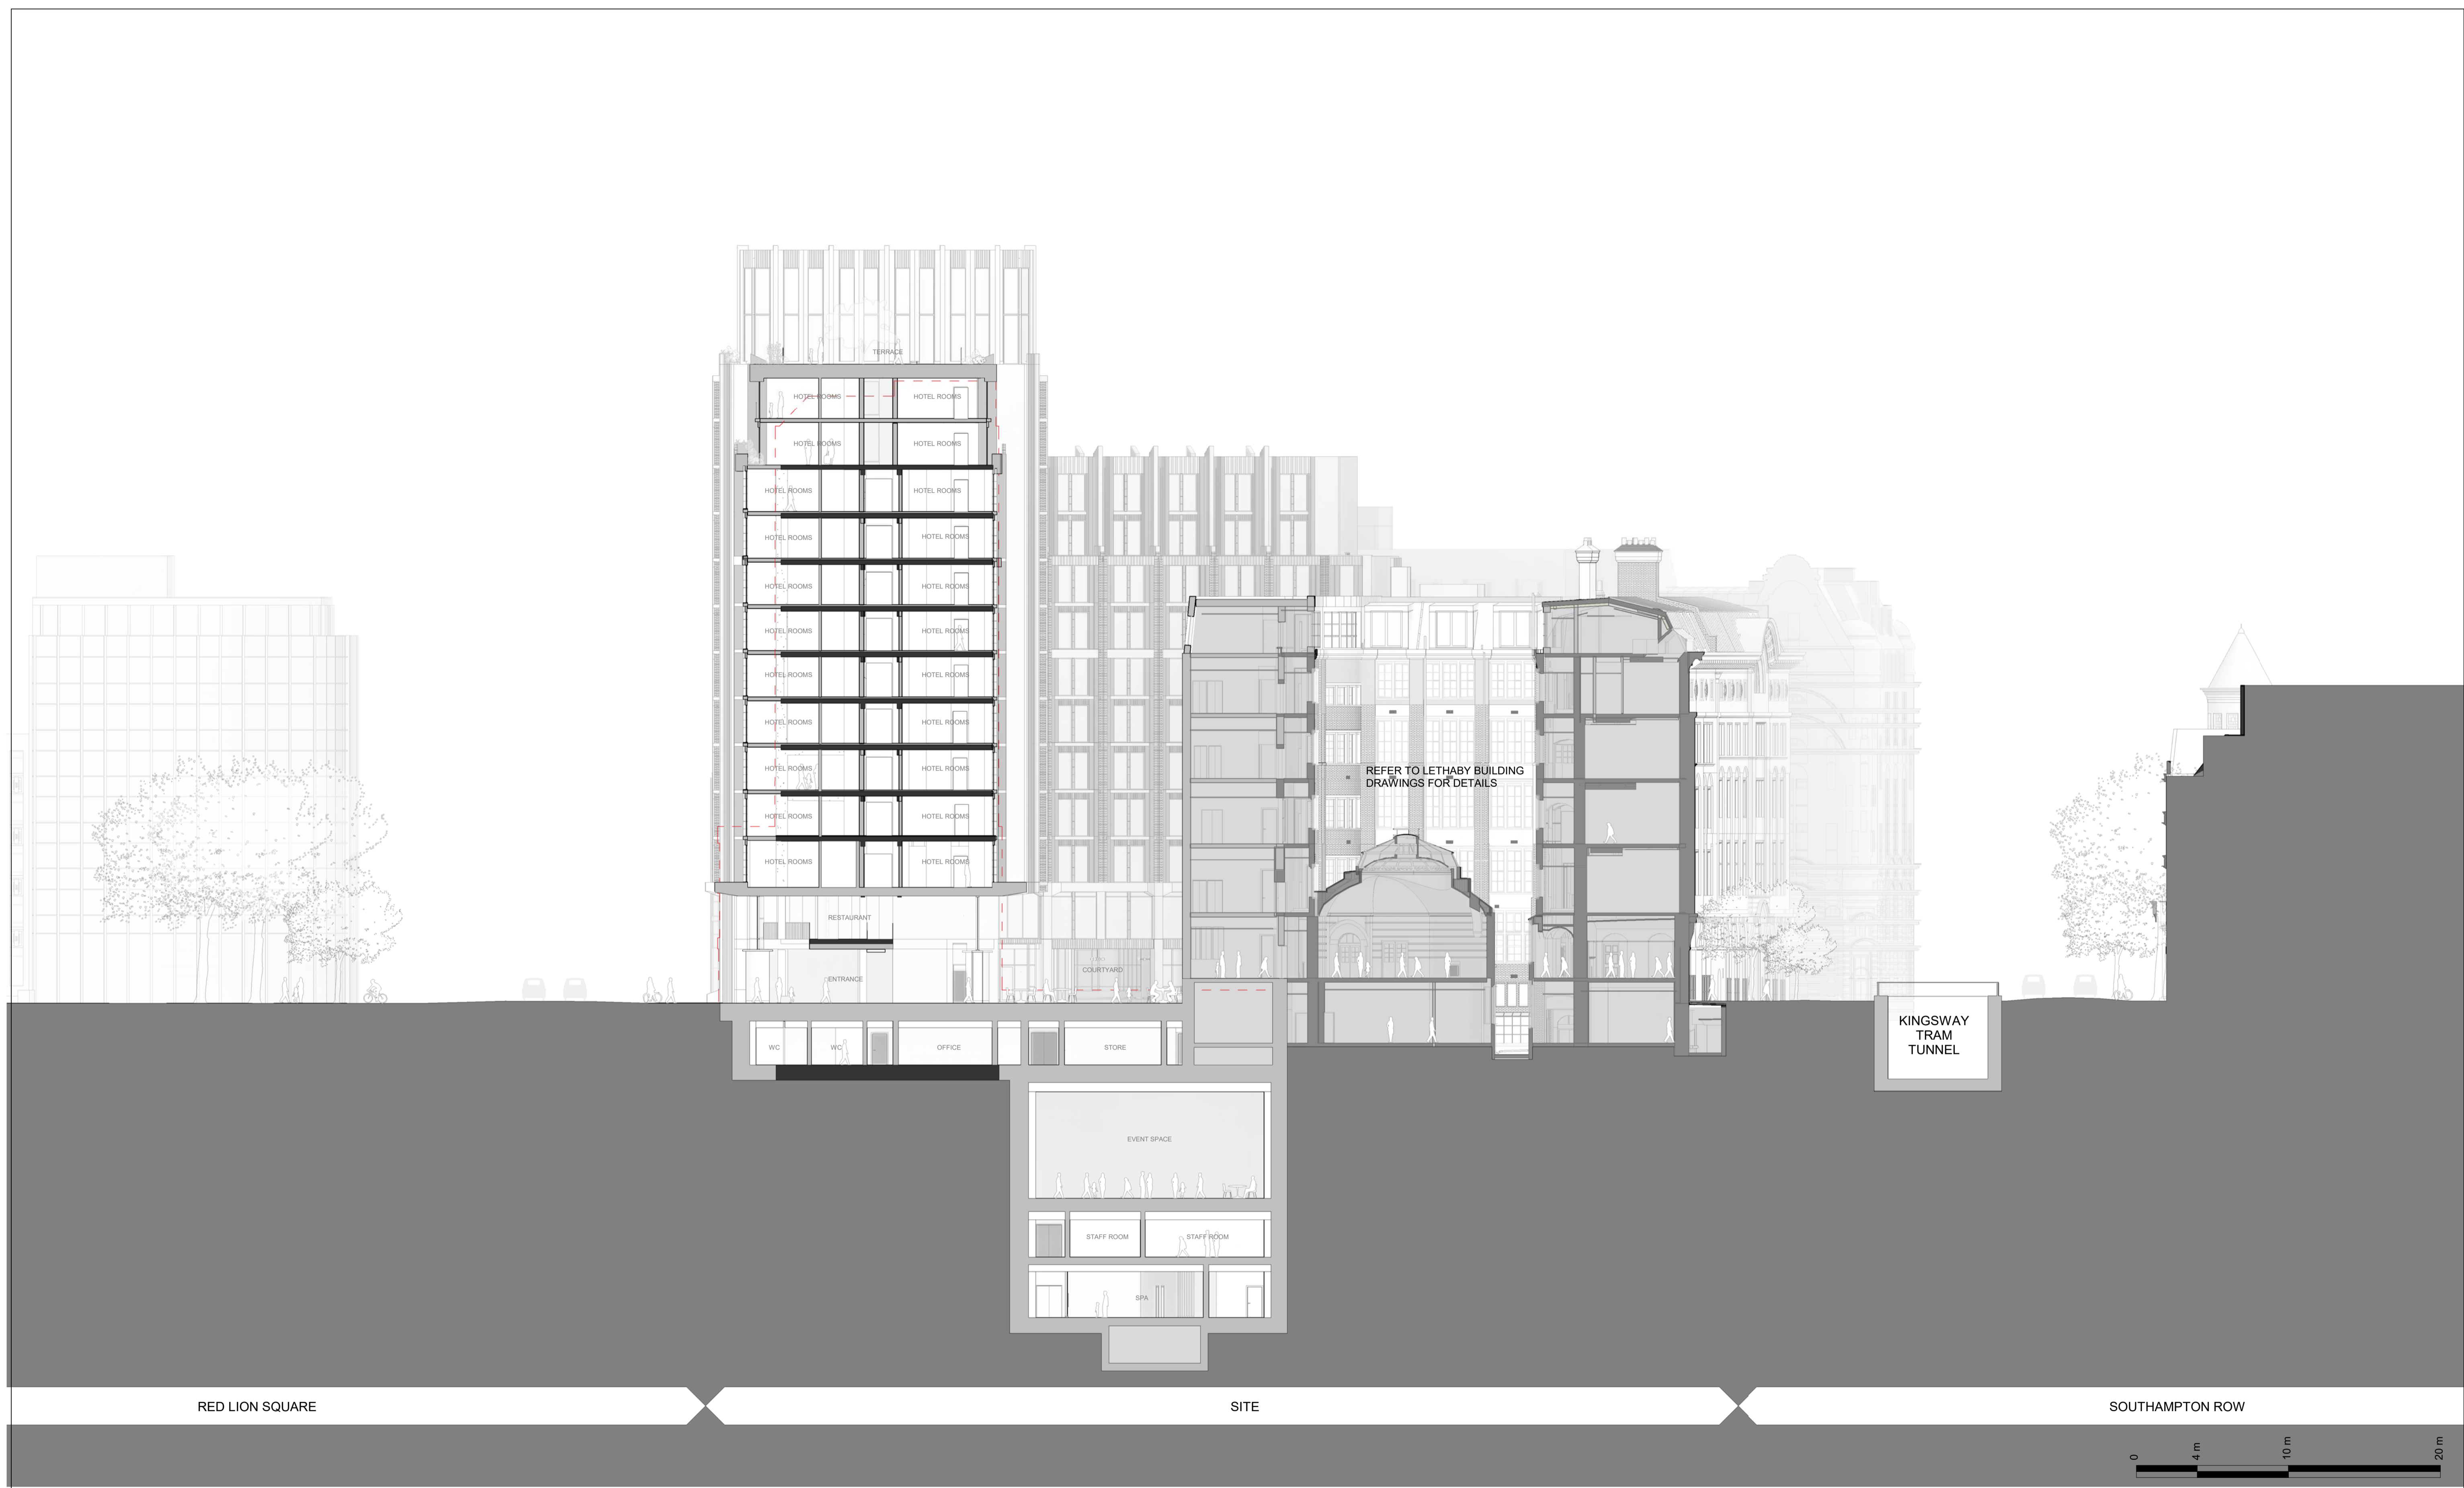 TERRACE
HOTEL ROOMS HOTEL ROOMS
HOTEL ROOMS HOTEL ROOMS
HOTEL ROOMS HOTEL ROOMS
HOTEL ROOMS HOTEL ROOMS
HOTEL ROOMS HOTEL ROOMS
HOTEL ROOMS HOTEL ROOMS
HOTEL ROOMS HOTEL ROOMS
HOTEL ROOMS HOTEL ROOMS
HOTEL ROOMS HOTEL ROOMS
HOTEL ROOMS HOTEL ROOMS
HOTEL ROOMS HOTEL ROOMS
REFER TO LETHABY BUILDING
DRAWINGS FOR DETAILS
RESTAURANT
ENTRANCE
COURTYARD
WC WC OFFICE STORE
KINGSWAY
TRAM
TUNNEL
EVENT SPACE
STAFF ROOM STAFF ROOM
SPA
RED LION SQUARE SITE SOUTHAMPTON ROW
0 4 m 10 m 20 m